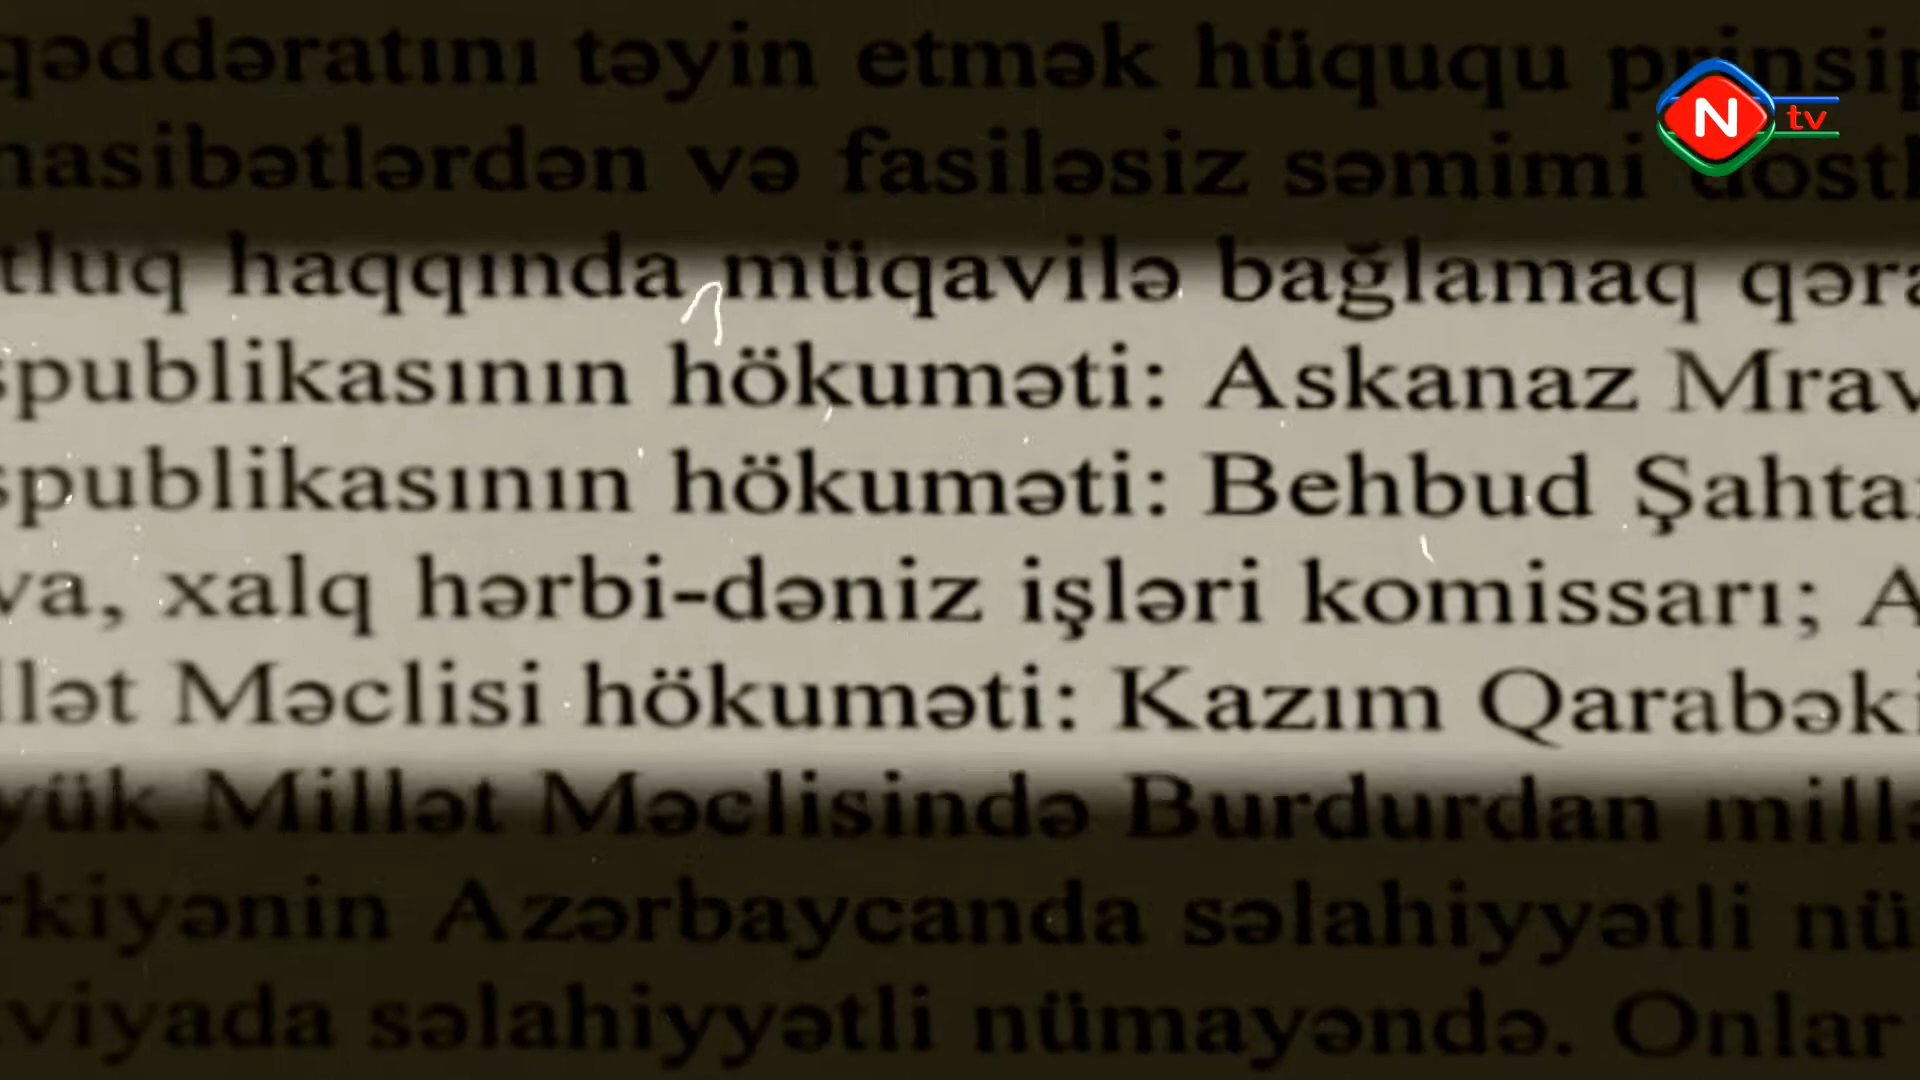 qəddəratını təyin etmək hüququ prinsip
nasibətlərdən və fasiləsiz səmimi dostl
tluq haqqında müqavilə bağlamaq qəra
spublikasının hökuməti: Askanaz Mrav
spublikasının hökuməti: Behbud Şahta
va, xalq hərbi-dəniz işləri komissarı; A
llət Məclisi hökuməti: Kazım Qarabəki
yük Millət Məclisində Burdurdan millə
rkiyənin Azərbaycanda səlahiyyətli nü
viyada səlahiyyətli nümayəndə. Onlar
N tv